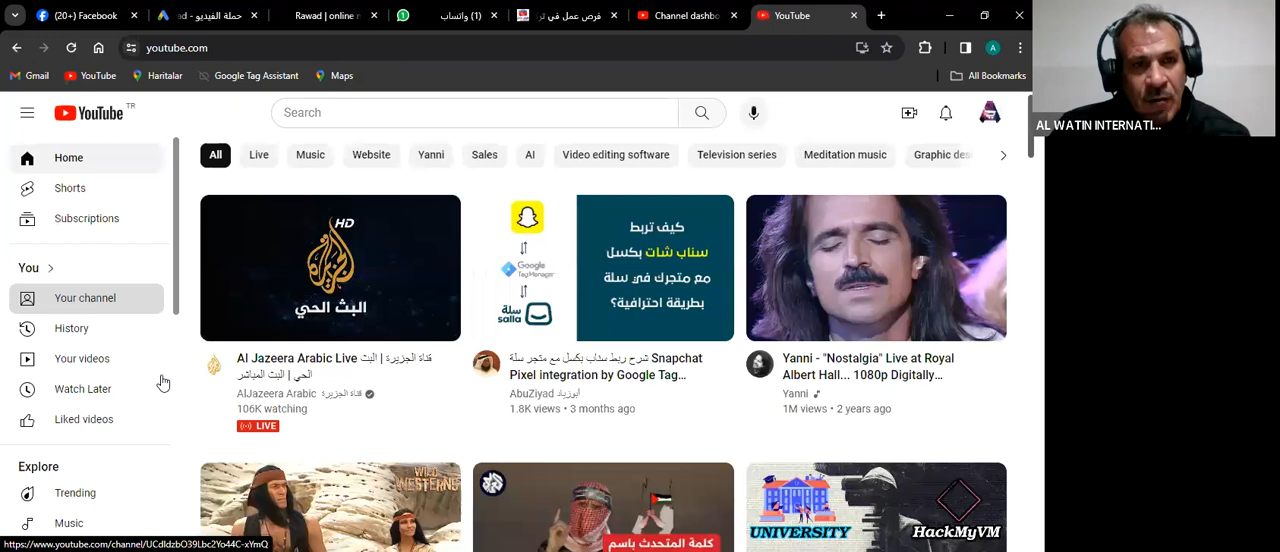 (20+) Facebook
حملة الفيديو - ad
Rawad | online n
(1) واتساب
فرص عمل في تر
Channel dashbo
YouTube
youtube.com
Gmail
YouTube
Haritalar
Google Tag Assistant
Maps
All Bookmarks
AL WATIN INTERNATI...
YouTube TR
Search
All
Live
Music
Website
Yanni
Sales
AI
Video editing software
Television series
Meditation music
Graphic des
Home
Shorts
Subscriptions
You
Your channel
History
Your videos
Watch Later
Liked videos
Explore
Trending
Music
HD
الجزيرة
البث الحي
Al Jazeera Arabic Live | قناة الجزيرة | البث
الحي | البث المباشر
AlJazeera Arabic قناة الجزيرة
106K watching
LIVE
Google
TagManager
سلة
salla
كيف تربط
سناب شات بكسل
مع متجرك في سلة
بطريقة احترافية؟
شرح ربط سناب بكسل مع متجر سلة Snapchat
Pixel integration by Google Tag...
AbuZiyad أبوزياد
1.8K views • 3 months ago
Yanni - "Nostalgia" Live at Royal
Albert Hall... 1080p Digitally...
Yanni
1M views • 2 years ago
WILD
WESTERNS
كلمة المتحدث باسم
UNIVERSITY
HackMyVM
https://www.youtube.com/channel/UCdIdzbO39Lbc2Yo44C-xYmQ